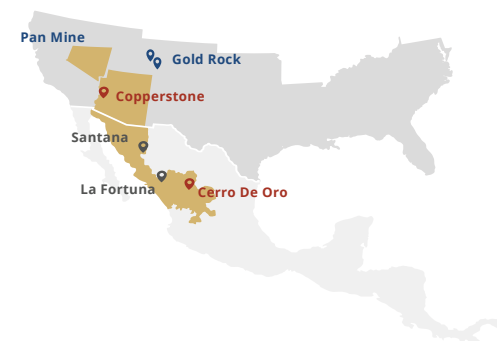 Pan Mine
Gold Rock
Copperstone
Santana
La Fortuna
Cerro De Oro